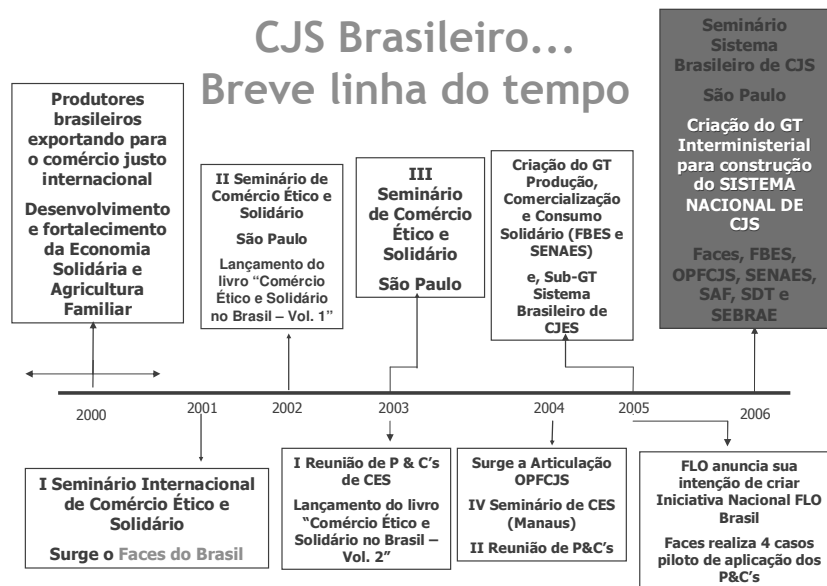 CJS Brasileiro...
Breve linha do tempo
Produtores
brasileiros
exportando para
o comércio justo
internacional
Desenvolvimento
e fortalecimento
da Economia
Solidária e
Agricultura
Familiar
II Seminário de
Comércio Ético e
Solidário
São Paulo
Lançamento do
livro “Comércio
Ético e Solidário
no Brasil – Vol. 1”
III
Seminário
de Comércio
Ético e
Solidário
São Paulo
Criação do GT
Produção,
Comercialização
e Consumo
Solidário (FBES e
SENAES)
e, Sub-GT
Sistema
Brasileiro de
CJES
Seminário
Sistema
Brasileiro de CJS
São Paulo
Criação do GT
Interministerial
para construção
do SISTEMA
NACIONAL DE
CJS
Faces, FBES,
OPFCJS, SENAES,
SAF, SDT e
SEBRAE
2000
2001
2002
2003
2004
2005
2006
I Seminário Internacional
de Comércio Ético e
Solidário
Surge o Faces do Brasil
I Reunião de P & C’s
de CES
Lançamento do livro
“Comércio Ético e
Solidário no Brasil –
Vol. 2”
Surge a Articulação
OPFCJS
IV Seminário de CES
(Manaus)
II Reunião de P&C’s
FLO anuncia sua
intenção de criar
Iniciativa Nacional FLO
Brasil
Faces realiza 4 casos
piloto de aplicação dos
P&C’s